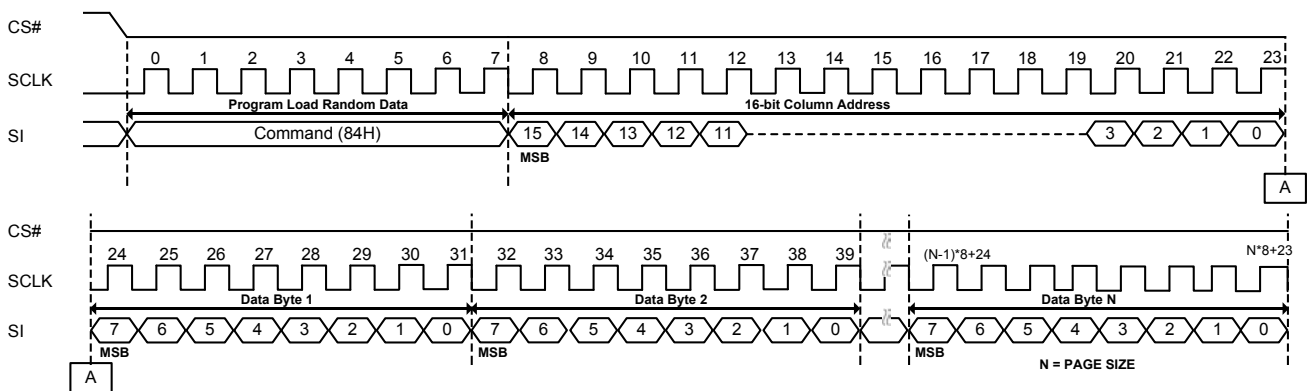 CS#
0 1 2 3 4 5 6 7 8 9 10 11 12 13 14 15 16 17 18 19 20 21 22 23
SCLK
Program Load Random Data 16-bit Column Address
SI Command (84H) 15 14 13 12 11 3 2 1 0
MSB
A
CS#
24 25 26 27 28 29 30 31 32 33 34 35 36 37 38 39 (N-1)*8+24 N*8+23
SCLK
Data Byte 1 Data Byte 2 Data Byte N
SI 7 6 5 4 3 2 1 0 7 6 5 4 3 2 1 0 7 6 5 4 3 2 1 0
MSB MSB MSB N = PAGE SIZE
A